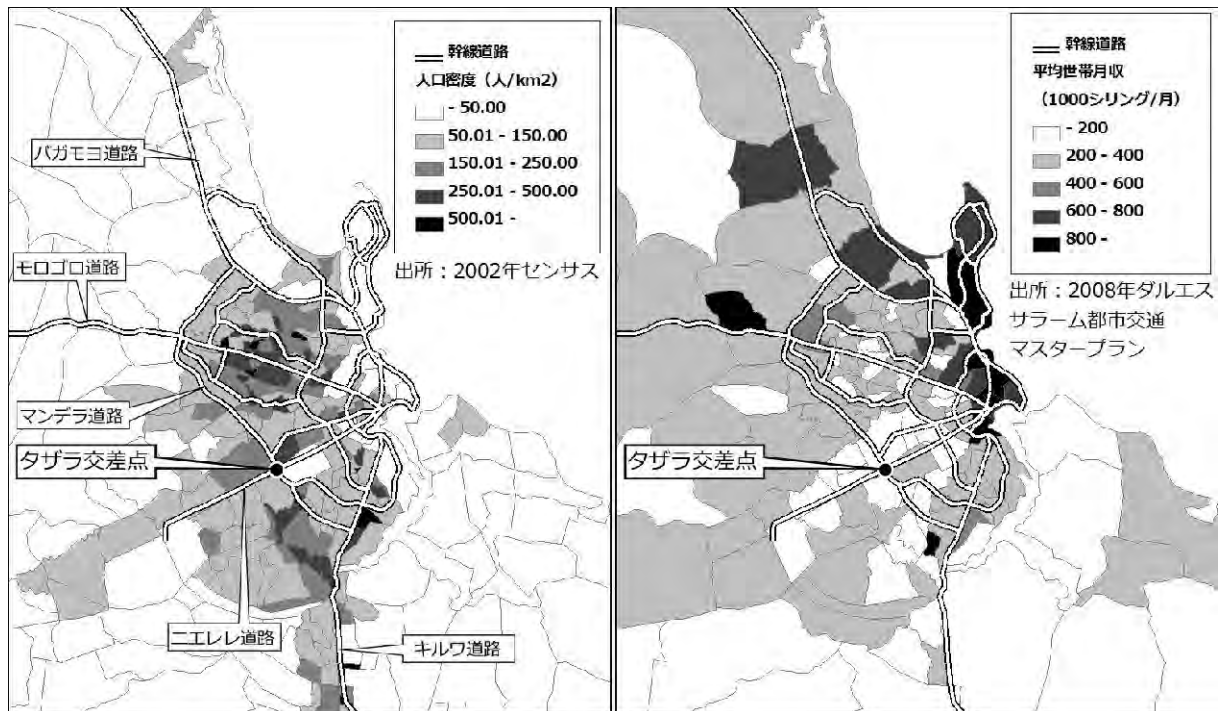 幹線道路
人口密度（人/km2）
- 50.00
50.01 - 150.00
150.01 - 250.00
250.01 - 500.00
500.01 -
出所：2002年センサス
バガモヨ道路
モロゴロ道路
マンデラ道路
タザラ交差点
ニエレレ道路
キルワ道路
幹線道路
平均世帯月収
（1000シリング/月）
- 200
200 - 400
400 - 600
600 - 800
800 -
出所：2008年ダルエス
サラーム都市交通
マスタープラン
タザラ交差点